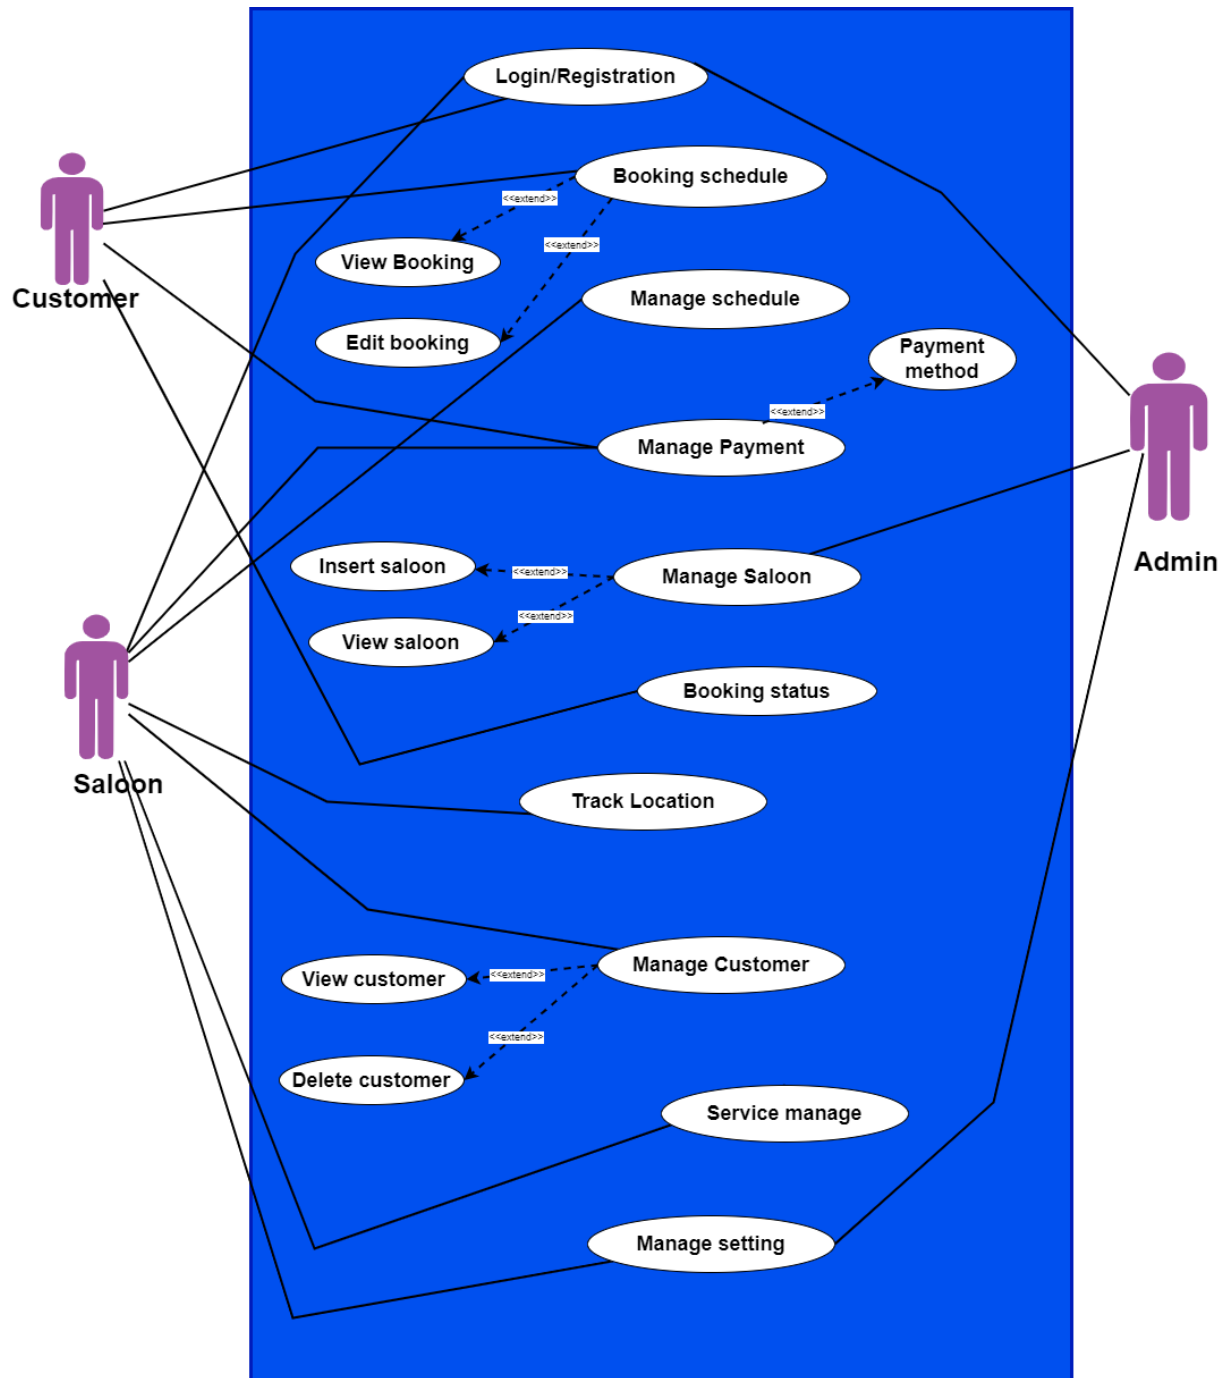 Login/Registration
Booking schedule
<<extend>>
View Booking
<<extend>>
Customer
Manage schedule
Edit booking
Payment
method
<<extend>>
Manage Payment
Insert saloon
<<extend>>
Manage Saloon
Admin
<<extend>>
View saloon
Booking status
Saloon
Track Location
Manage Customer
View customer
<<extend>>
<<extend>>
Delete customer
Service manage
Manage setting